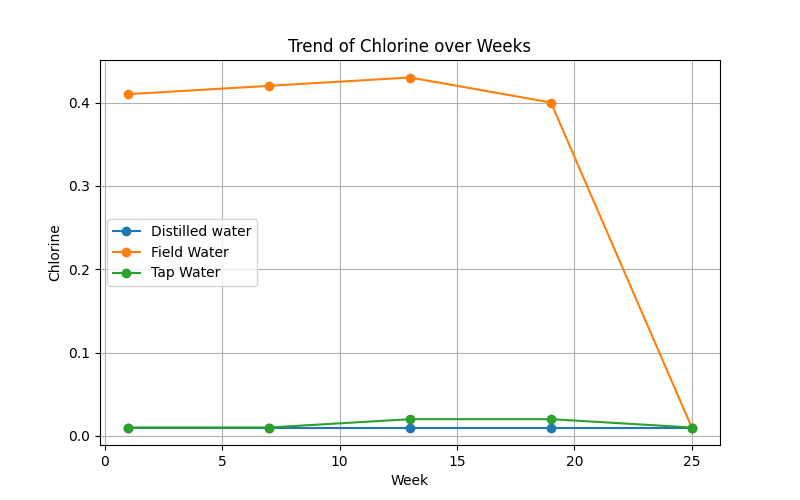 Trend of Chlorine over Weeks
Chlorine
0.4
0.3
0.2
0.1
0.0
Distilled water
Field Water
Tap Water
0 5 10 15 20 25
Week